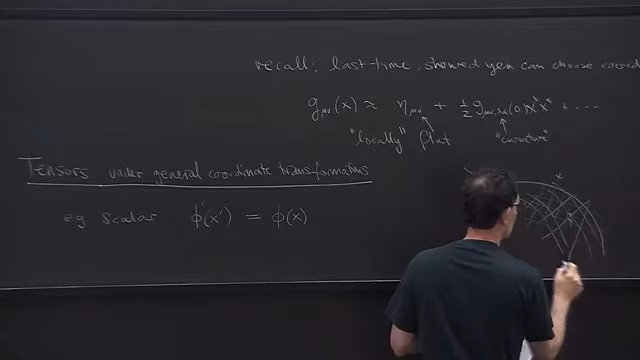 recall: last-time, showed you can choose coord
g_μν(x) ≈ η_μν + ½ g_μν,λσ(0) x^λ x^σ + ...
"locally" flat "curvature"
Tensors under general coordinate transformations
eg scalar φ'(x') = φ(x)
x